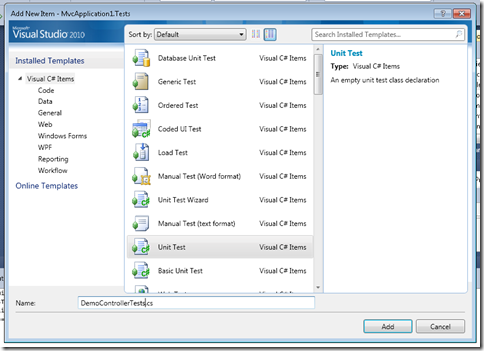 Add New Item - MvcApplication1.Tests
Microsoft
Visual Studio 2010
Sort by: Default
Search Installed Templates...
Installed Templates
Visual C# Items
Code
Data
General
Web
Windows Forms
WPF
Reporting
Workflow
Online Templates
Database Unit Test Visual C# Items
Generic Test Visual C# Items
Ordered Test Visual C# Items
Coded UI Test Visual C# Items
Load Test Visual C# Items
Manual Test (Word format) Visual C# Items
Unit Test Wizard Visual C# Items
Manual Test (text format) Visual C# Items
Unit Test Visual C# Items
Basic Unit Test Visual C# Items
Unit Test
Type: Visual C# Items
An empty unit test class declaration
Name: DemoControllerTests.cs
Add Cancel